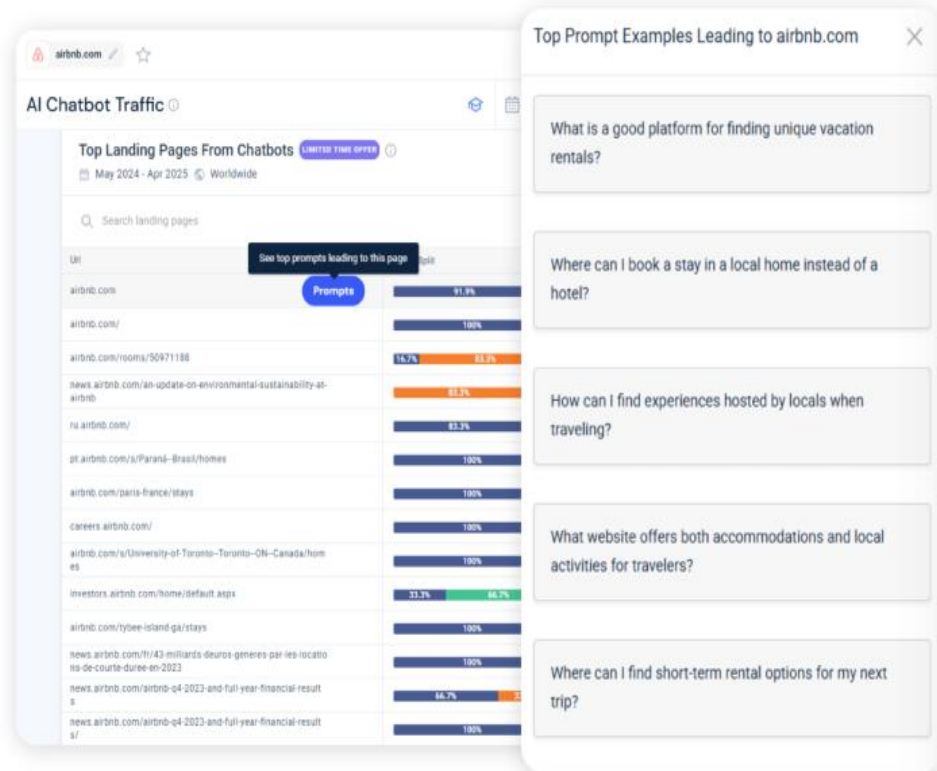 airbnb.com
AI Chatbot Traffic
Top Landing Pages From Chatbots LIMITED TIME OFFER
May 2024 - Apr 2025 Worldwide
Search landing pages
See top prompts leading to this page
Url Split
airbnb.com Prompts 91.9%
airbnb.com/ 100%
airbnb.com/rooms/50971188 16.7% 83.3%
news.airbnb.com/an-update-on-environmental-sustainability-at-
airbnb 83.3%
ru.airbnb.com/ 83.3%
pt.airbnb.com/s/Paraná--Brasil/homes 100%
airbnb.com/paris-france/stays 100%
careers.airbnb.com/ 100%
airbnb.com/s/University-of-Toronto--Toronto--ON--Canada/hom
es 100%
investors.airbnb.com/home/default.aspx 33.3% 66.7%
airbnb.com/tybee-island-ga/stays 100%
news.airbnb.com/fr/43-milliards-deuros-generes-par-les-locatio
ns-de-courte-duree-en-2023 100%
news.airbnb.com/airbnb-q4-2023-and-full-year-financial-result
s 66.7%
news.airbnb.com/airbnb-q4-2023-and-full-year-financial-result
s/ 100%
Top Prompt Examples Leading to airbnb.com
What is a good platform for finding unique vacation
rentals?
Where can I book a stay in a local home instead of a
hotel?
How can I find experiences hosted by locals when
traveling?
What website offers both accommodations and local
activities for travelers?
Where can I find short-term rental options for my next
trip?